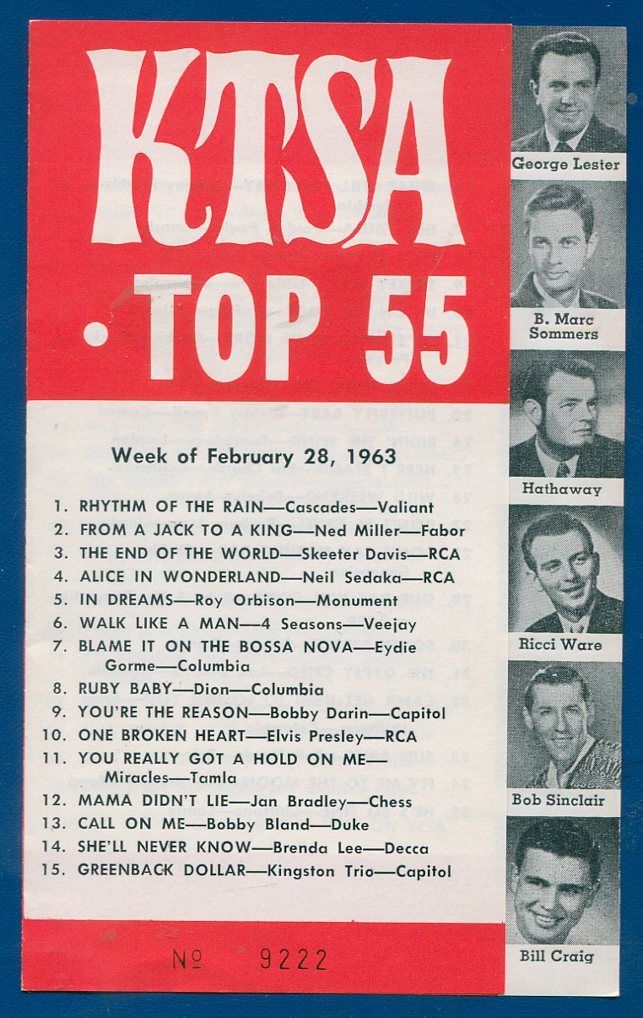 KTSA
• TOP 55
Week of February 28, 1963
1. RHYTHM OF THE RAIN—Cascades—Valiant
2. FROM A JACK TO A KING—Ned Miller—Fabor
3. THE END OF THE WORLD—Skeeter Davis—RCA
4. ALICE IN WONDERLAND—Neil Sedaka—RCA
5. IN DREAMS—Roy Orbison—Monument
6. WALK LIKE A MAN—4 Seasons—Veejay
7. BLAME IT ON THE BOSSA NOVA—Eydie
Gorme—Columbia
8. RUBY BABY—Dion—Columbia
9. YOU'RE THE REASON—Bobby Darin—Capitol
10. ONE BROKEN HEART—Elvis Presley—RCA
11. YOU REALLY GOT A HOLD ON ME—
Miracles—Tamla
12. MAMA DIDN'T LIE—Jan Bradley—Chess
13. CALL ON ME—Bobby Bland—Duke
14. SHE'LL NEVER KNOW—Brenda Lee—Decca
15. GREENBACK DOLLAR—Kingston Trio—Capitol
Nº 9222
George Lester
B. Marc
Sommers
Hathaway
Ricci Ware
Bob Sinclair
Bill Craig